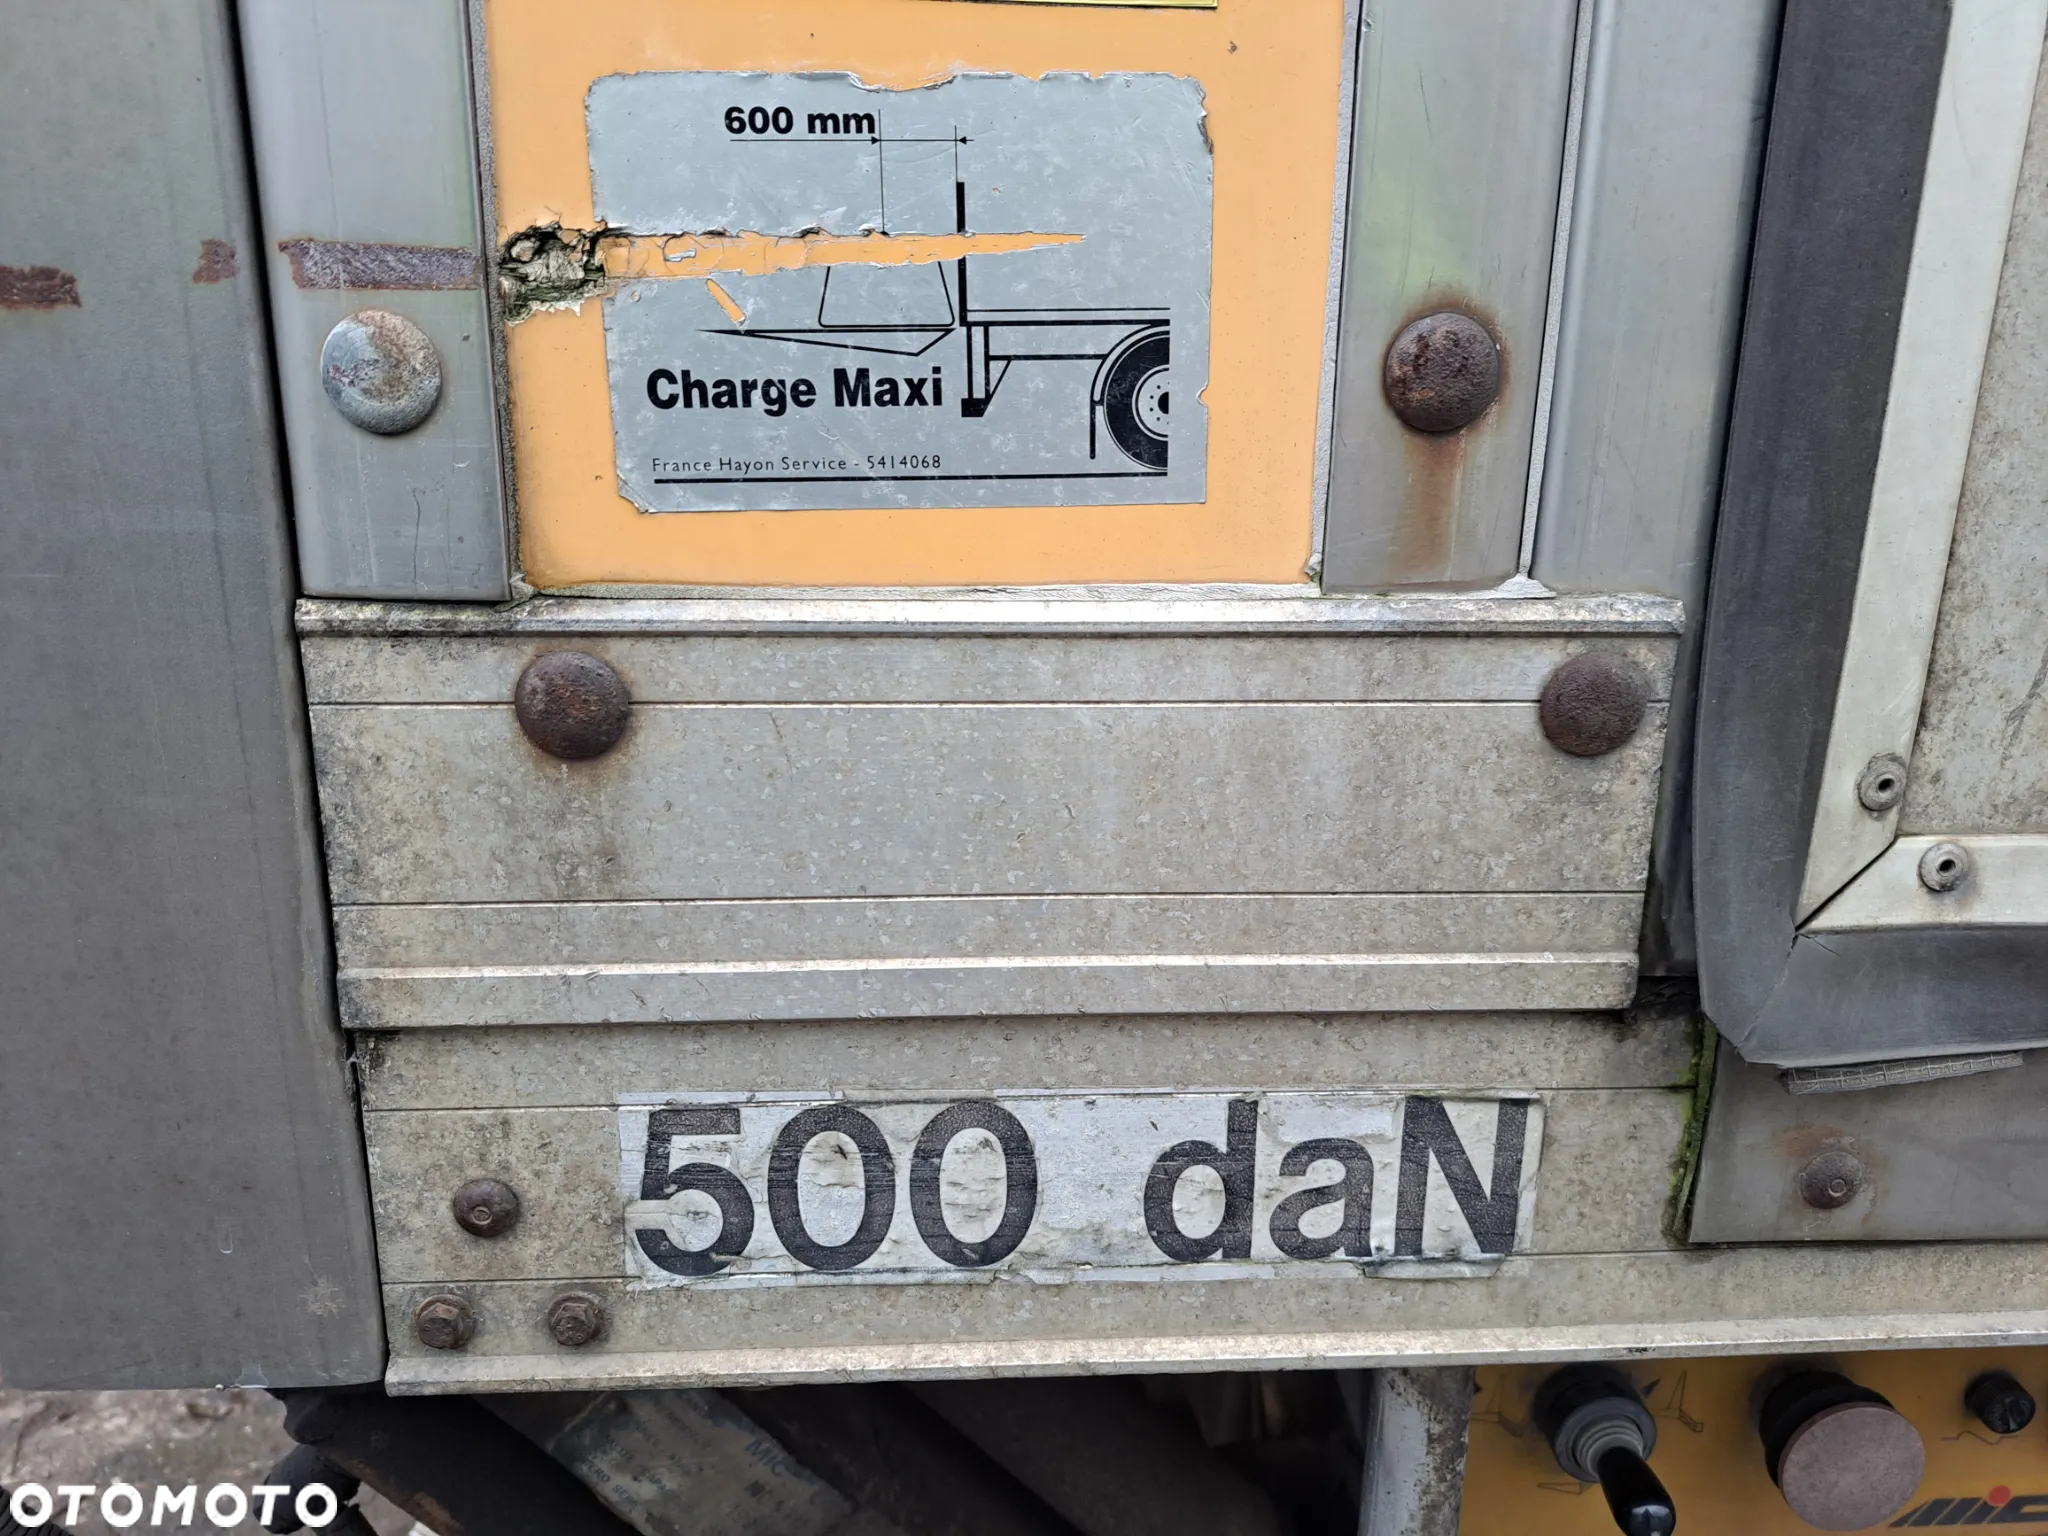 600 mm
Charge Maxi
France Hayon Service - 5414068
500 daN
OTOMOTO